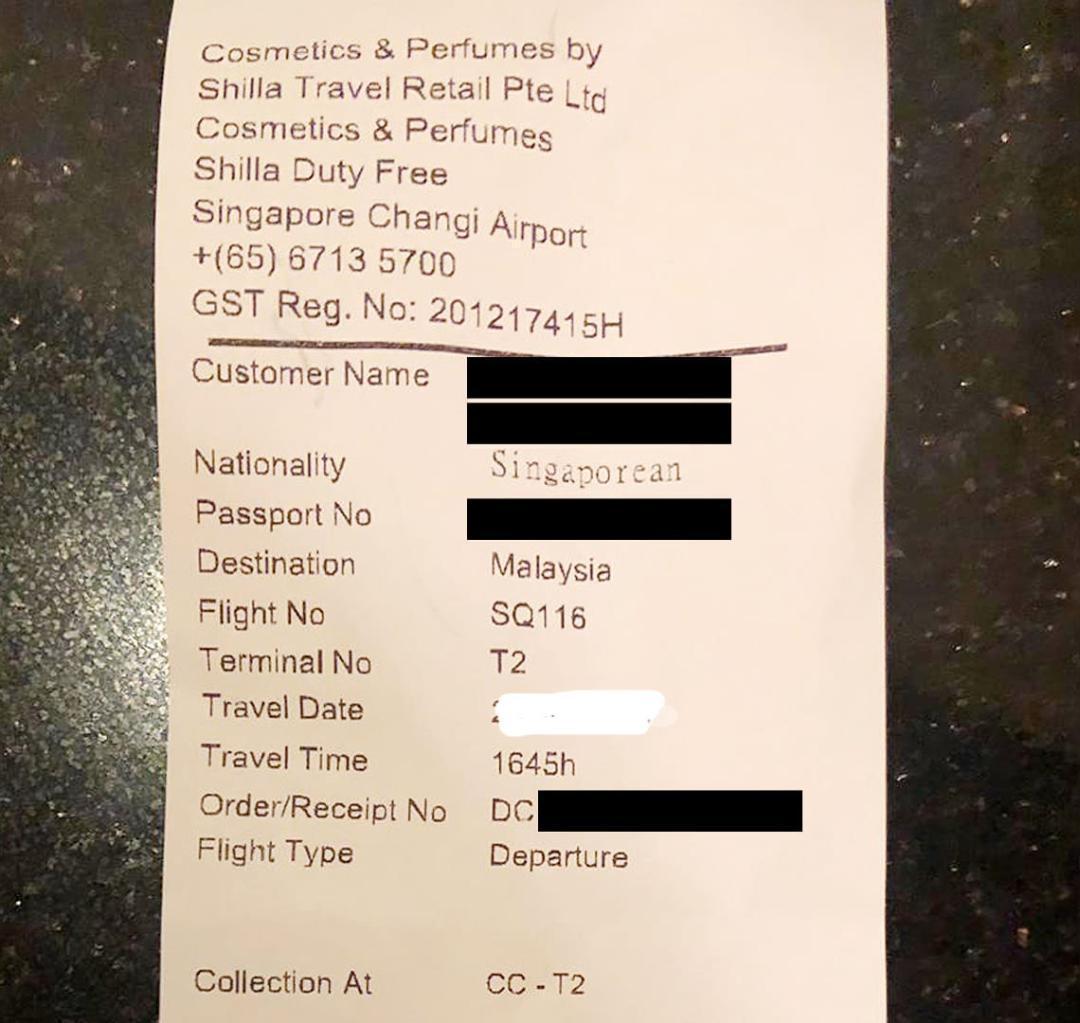 Cosmetics & Perfumes by
Shilla Travel Retail Pte Ltd
Cosmetics & Perfumes
Shilla Duty Free
Singapore Changi Airport
+(65) 6713 5700
GST Reg. No: 201217415H
Customer Name
Nationality Singaporean
Passport No
Destination Malaysia
Flight No SQ116
Terminal No T2
Travel Date
Travel Time 1645h
Order/Receipt No DC
Flight Type Departure
Collection At CC - T2